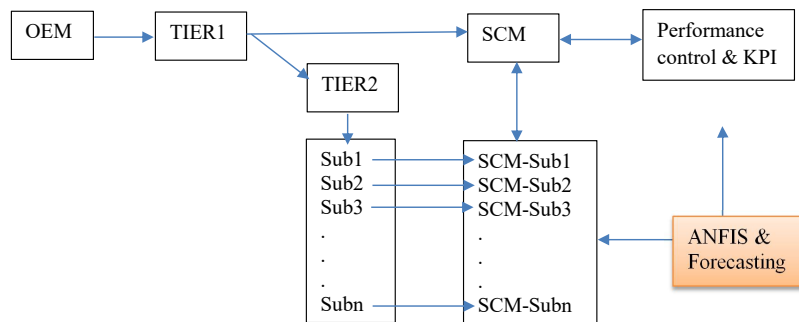 OEM
TIER1
SCM
Performance
control & KPI
TIER2
Sub1
Sub2
Sub3
.
.
.
Subn
SCM-Sub1
SCM-Sub2
SCM-Sub3
.
.
.
SCM-Subn
ANFIS &
Forecasting